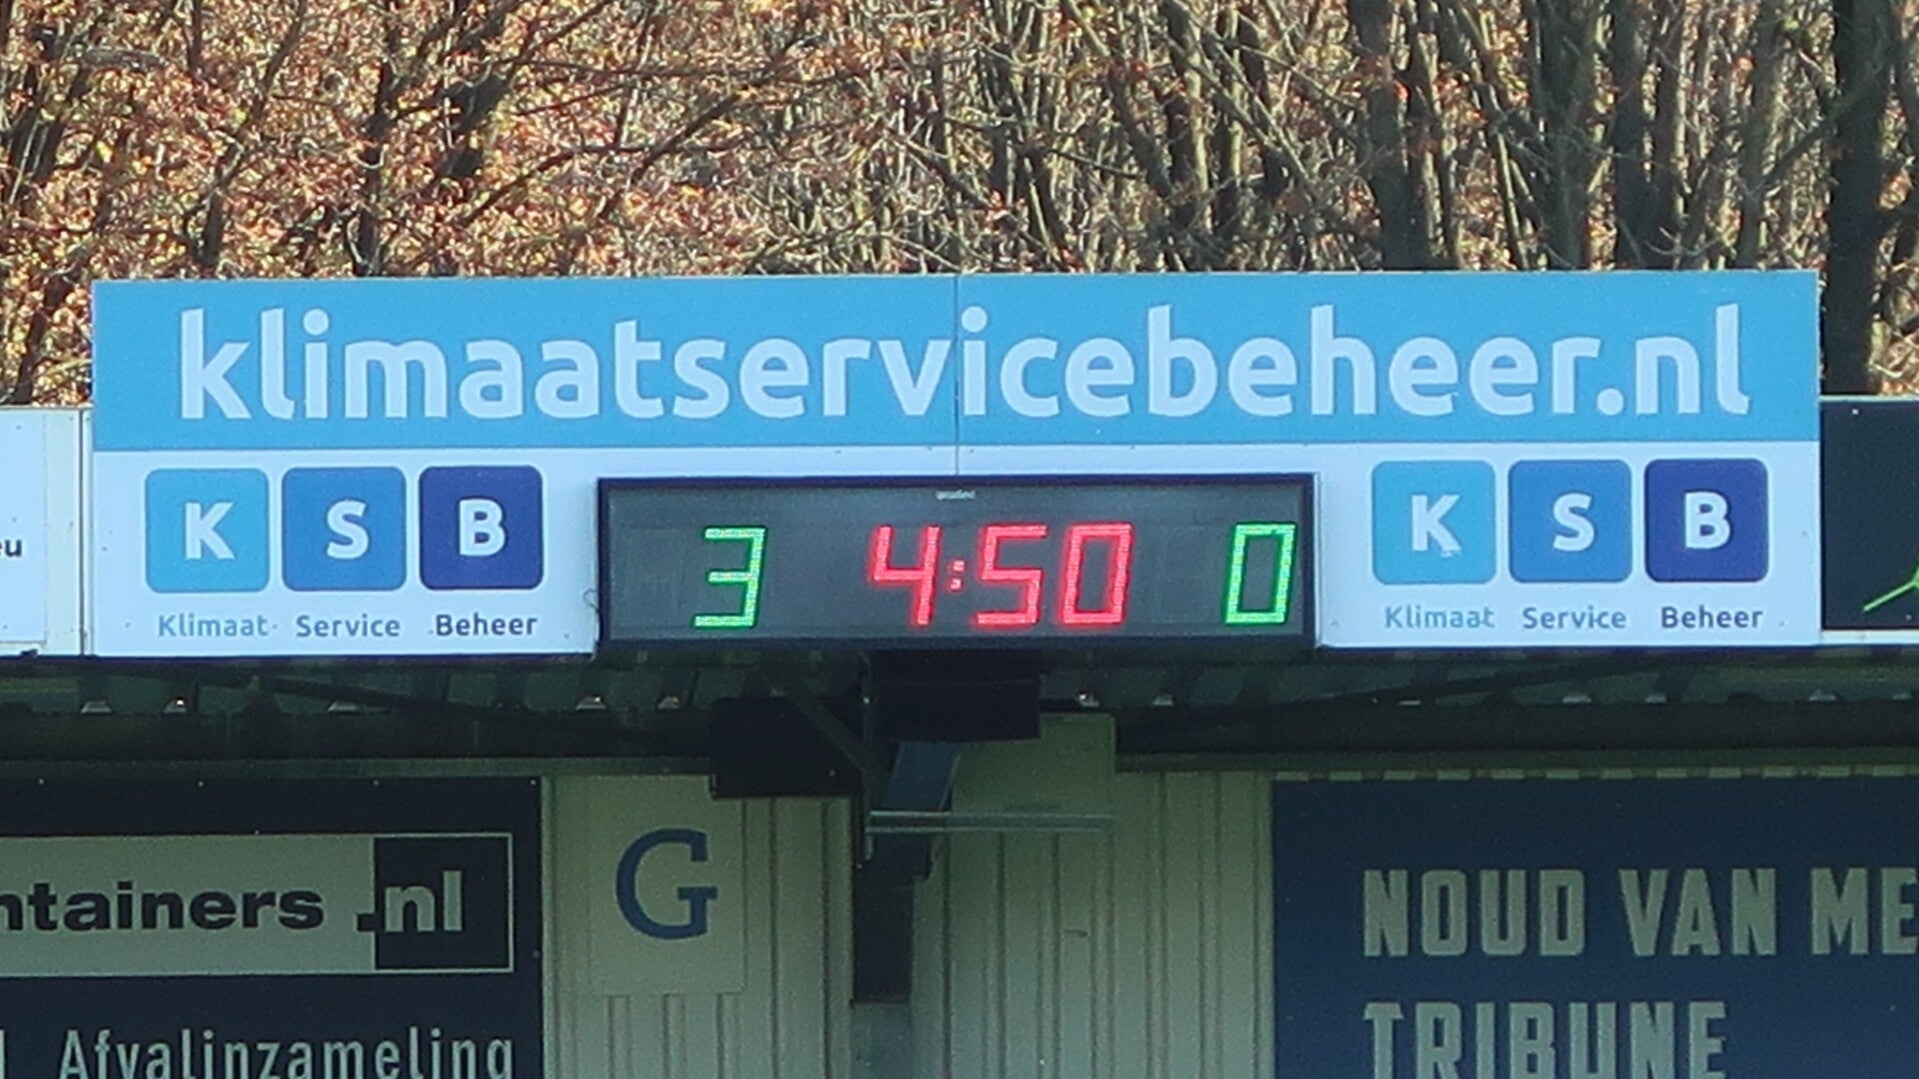 klimaatservicebeheer.nl
K S B
Klimaat Service Beheer
3 4:50 0
K S B
Klimaat Service Beheer
eu
ntainers.nl
Afvalinzameling
G
NOUD VAN ME
TRIBUNE